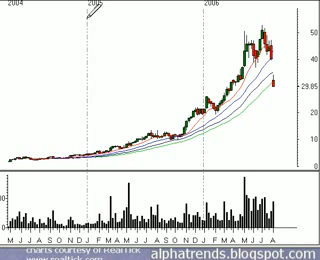 2004 2005 2006
50
40
29.85
20
10
0
0
M J J A S O N D J F M A M J J A S O N D J F M A M J J A
charts courtesy of RealTick
www.realtick.com
alphatrends.blogspot.com